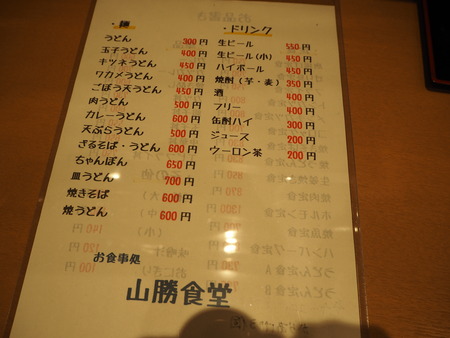 ・麺
うどん 300円
玉子うどん 400円
キツネうどん 450円
ワカメうどん 400円
ごぼう天うどん 450円
肉うどん 500円
カレーうどん 600円
天ぷらうどん 500円
ざるそば・うどん 600円
ちゃんぽん 650円
皿うどん 700円
焼きそば 600円
焼うどん 600円
・ドリンク
生ビール 550円
生ビール(小) 450円
ハイボール 450円
焼酎(芋・麦) 350円
酒 400円
フリー 400円
缶酎ハイ 300円
ジュース 200円
ウーロン茶 200円
お食事処
山勝食堂